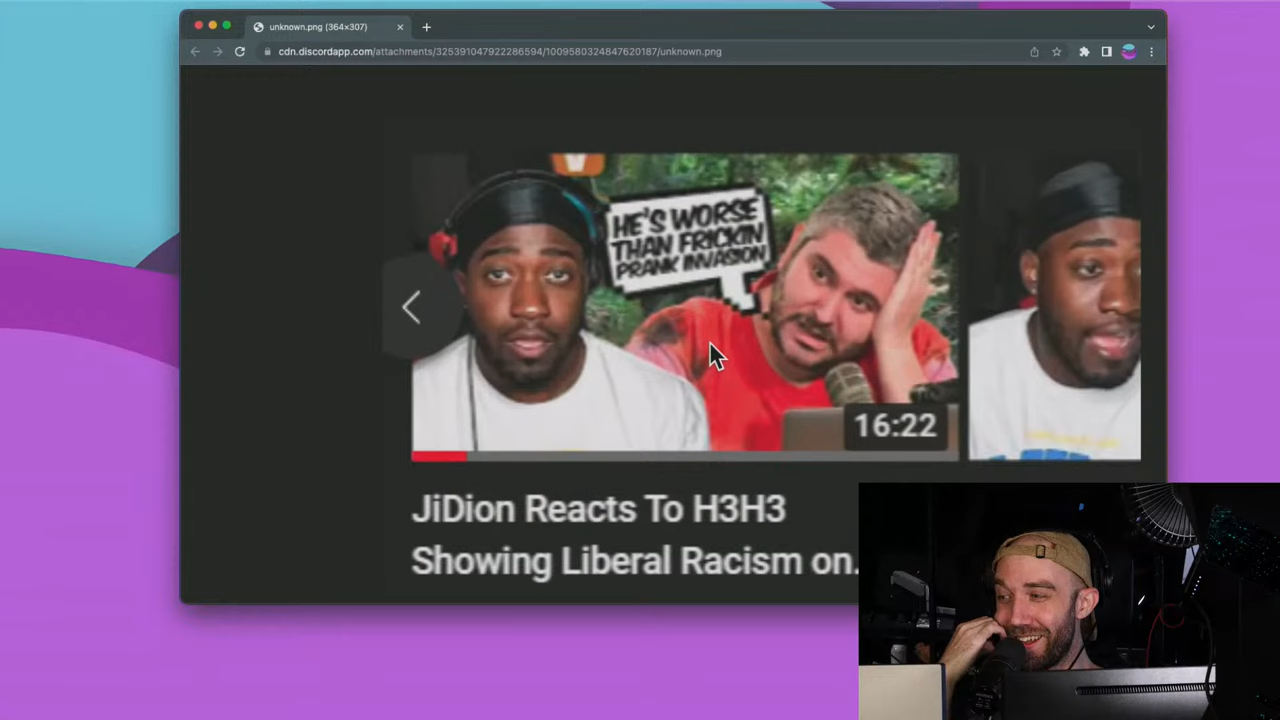 unknown.png (364×307)
cdn.discordapp.com/attachments/325391047922286594/1009580324847620187/unknown.png
HE'S WORSE
THAN FRICKIN
PRANK INVASION
16:22
JiDion Reacts To H3H3
Showing Liberal Racism on.